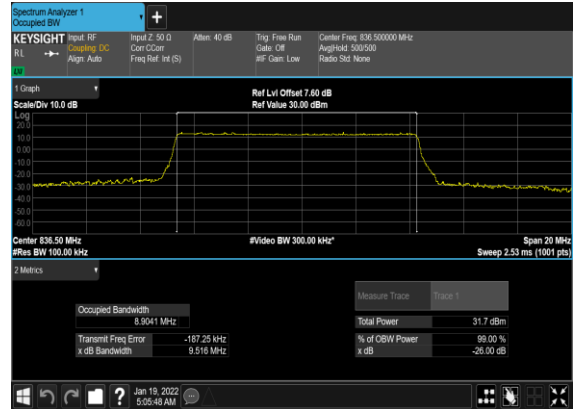 Spectrum Analyzer 1
Occupied BW
+
KEYSIGHT Input: RF Input Z: 50 Ω Atten: 40 dB Trig: Free Run Center Freq: 836.500000 MHz
RL Coupling: DC Corr CCorr Gate: Off Avg|Hold: 500/500
Align: Auto Freq Ref: Int (S) #IF Gain: Low Radio Std: None
1 Graph
Ref Lvl Offset 7.60 dB
Scale/Div 10.0 dB Ref Value 30.00 dBm
Log
20.0
10.0
0.00
-10.0
-20.0
-30.0
-40.0
-50.0
-60.0
Center 836.50 MHz #Video BW 300.00 kHz* Span 20 MHz
#Res BW 100.00 kHz Sweep 2.53 ms (1001 pts)
2 Metrics
Measure Trace Trace 1
Occupied Bandwidth
8.9041 MHz Total Power 31.7 dBm
Transmit Freq Error -187.25 kHz % of OBW Power 99.00 %
x dB Bandwidth 9.516 MHz x dB -26.00 dB
? Jan 19, 2022
5:05:48 AM